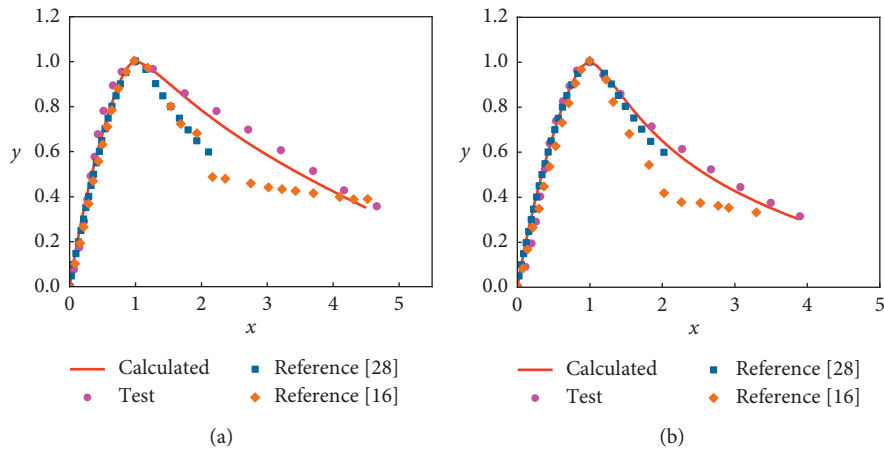 1.2
1.0
0.8
0.6
0.4
0.2
0.0
y
0 1 2 3 4 5
x
Calculated
Test
Reference [28]
Reference [16]
(a)
1.2
1.0
0.8
0.6
0.4
0.2
0.0
y
0 1 2 3 4 5
x
Calculated
Test
Reference [28]
Reference [16]
(b)